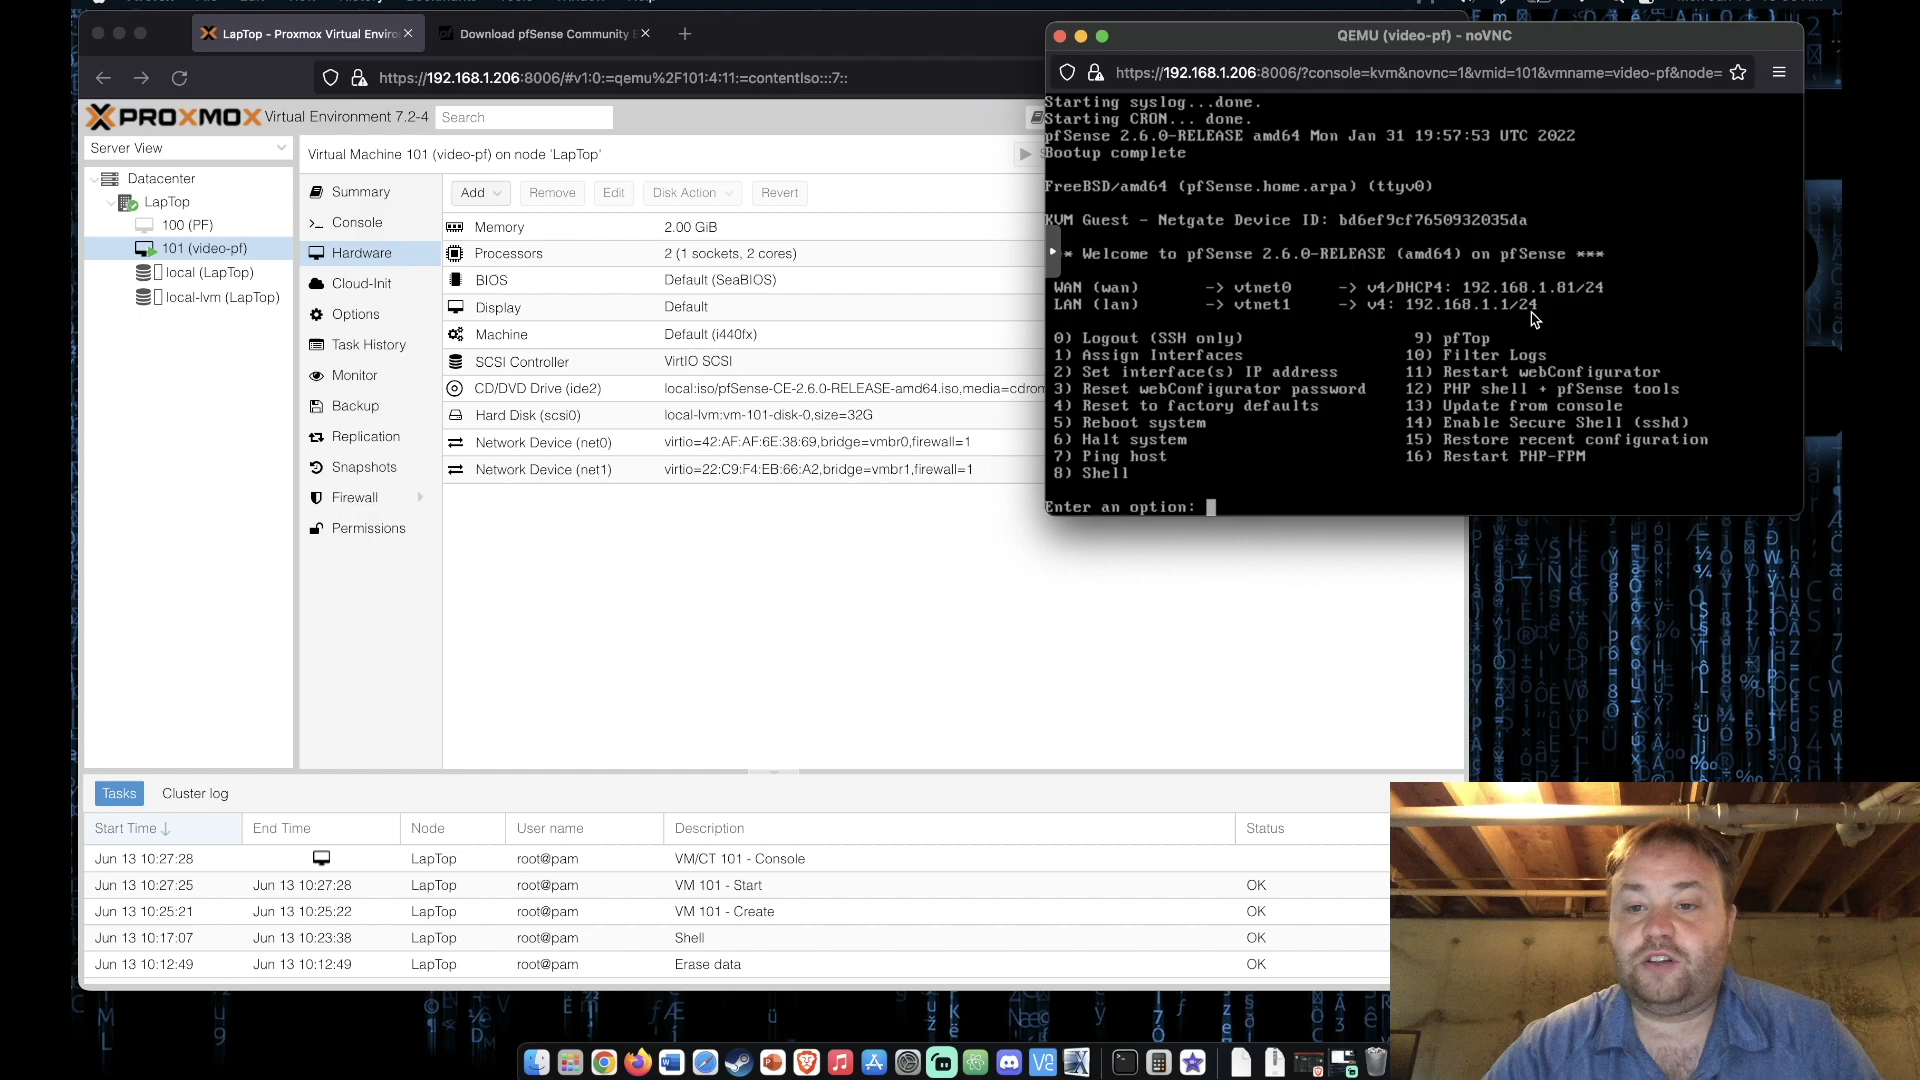 LapTop - Proxmox Virtual Enviro
Download pfSense Community E
https://192.168.1.206:8006/#v1:0:=qemu%2F101:4:11:=contentIso:::7::
PROXMOX Virtual Environment 7.2-4
Search
Server View
Datacenter
LapTop
100 (PF)
101 (video-pf)
local (LapTop)
local-lvm (LapTop)
Virtual Machine 101 (video-pf) on node 'LapTop'
Summary
Console
Hardware
Cloud-Init
Options
Task History
Monitor
Backup
Replication
Snapshots
Firewall
Permissions
Add
Remove
Edit
Disk Action
Revert
Memory 2.00 GiB
Processors 2 (1 sockets, 2 cores)
BIOS Default (SeaBIOS)
Display Default
Machine Default (i440fx)
SCSI Controller VirtIO SCSI
CD/DVD Drive (ide2) local:iso/pfSense-CE-2.6.0-RELEASE-amd64.iso,media=cdrom
Hard Disk (scsi0) local-lvm:vm-101-disk-0,size=32G
Network Device (net0) virtio=42:AF:AF:6E:38:69,bridge=vmbr0,firewall=1
Network Device (net1) virtio=22:C9:F4:EB:66:A2,bridge=vmbr1,firewall=1
QEMU (video-pf) - noVNC
https://192.168.1.206:8006/?console=kvm&novnc=1&vmid=101&vmname=video-pf&node=
Starting syslog...done.
Starting CRON... done.
pfSense 2.6.0-RELEASE amd64 Mon Jan 31 19:57:53 UTC 2022
Bootup complete
FreeBSD/amd64 (pfSense.home.arpa) (ttyv0)
KVM Guest - Netgate Device ID: bd6ef9cf7650932035da
* Welcome to pfSense 2.6.0-RELEASE (amd64) on pfSense ***
WAN (wan) -> vtnet0 -> v4/DHCP4: 192.168.1.81/24
LAN (lan) -> vtnet1 -> v4: 192.168.1.1/24
0) Logout (SSH only) 9) pfTop
1) Assign Interfaces 10) Filter Logs
2) Set interface(s) IP address 11) Restart webConfigurator
3) Reset webConfigurator password 12) PHP shell + pfSense tools
4) Reset to factory defaults 13) Update from console
5) Reboot system 14) Enable Secure Shell (sshd)
6) Halt system 15) Restore recent configuration
7) Ping host 16) Restart PHP-FPM
8) Shell
Enter an option:
Tasks
Cluster log
Start Time End Time Node User name Description Status
Jun 13 10:27:28 LapTop root@pam VM/CT 101 - Console
Jun 13 10:27:25 Jun 13 10:27:28 LapTop root@pam VM 101 - Start OK
Jun 13 10:25:21 Jun 13 10:25:22 LapTop root@pam VM 101 - Create OK
Jun 13 10:17:07 Jun 13 10:23:38 LapTop root@pam Shell OK
Jun 13 10:12:49 Jun 13 10:12:49 LapTop root@pam Erase data OK